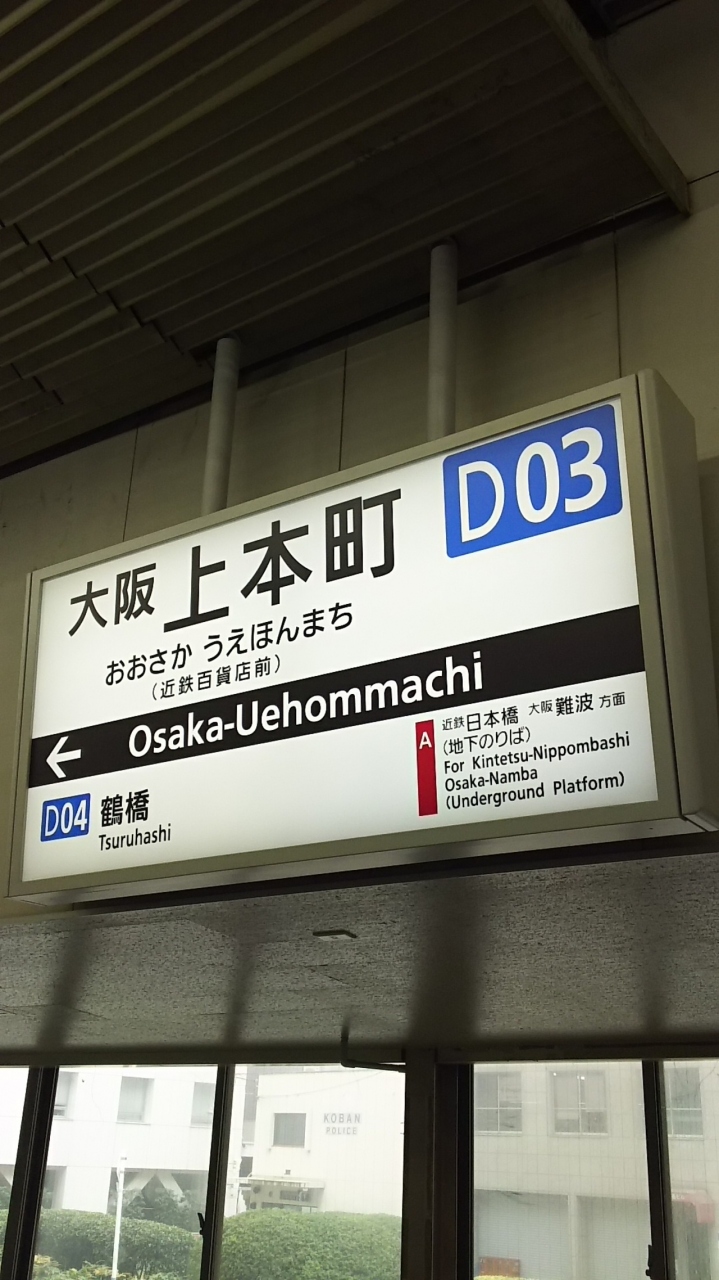 大阪上本町
D03
おおさか うえほんまち
(近鉄百貨店前)
Osaka-Uehommachi
D04 鶴橋
Tsuruhashi
A
近鉄日本橋 大阪難波 方面
(地下のりば)
For Kintetsu-Nippombashi
Osaka-Namba
(Underground Platform)
KOBAN
POLICE